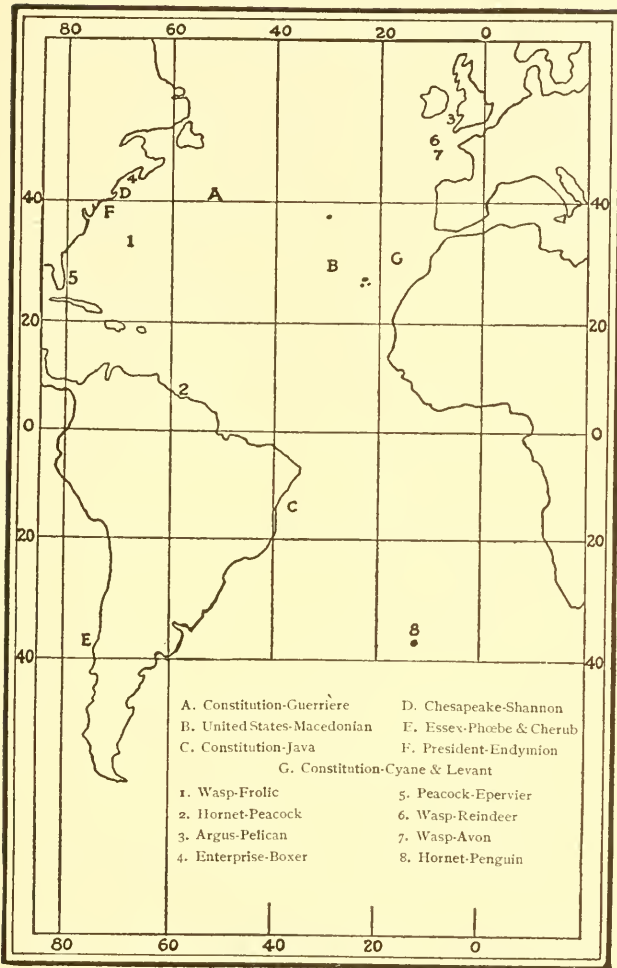 80 60 40 20 0
3
6
7
4
D
A
40 40
F
1
B G
5
20 20
2
0 0
C
20 20
8
E
40 40
A. Constitution-Guerrière D. Chesapeake-Shannon
B. United States-Macedonian E. Essex-Phœbe & Cherub
C. Constitution-Java F. President-Endymion
G. Constitution-Cyane & Levant
1. Wasp-Frolic 5. Peacock-Epervier
2. Hornet-Peacock 6. Wasp-Reindeer
3. Argus-Pelican 7. Wasp-Avon
4. Enterprise-Boxer 8. Hornet-Penguin
80 60 40 20 0